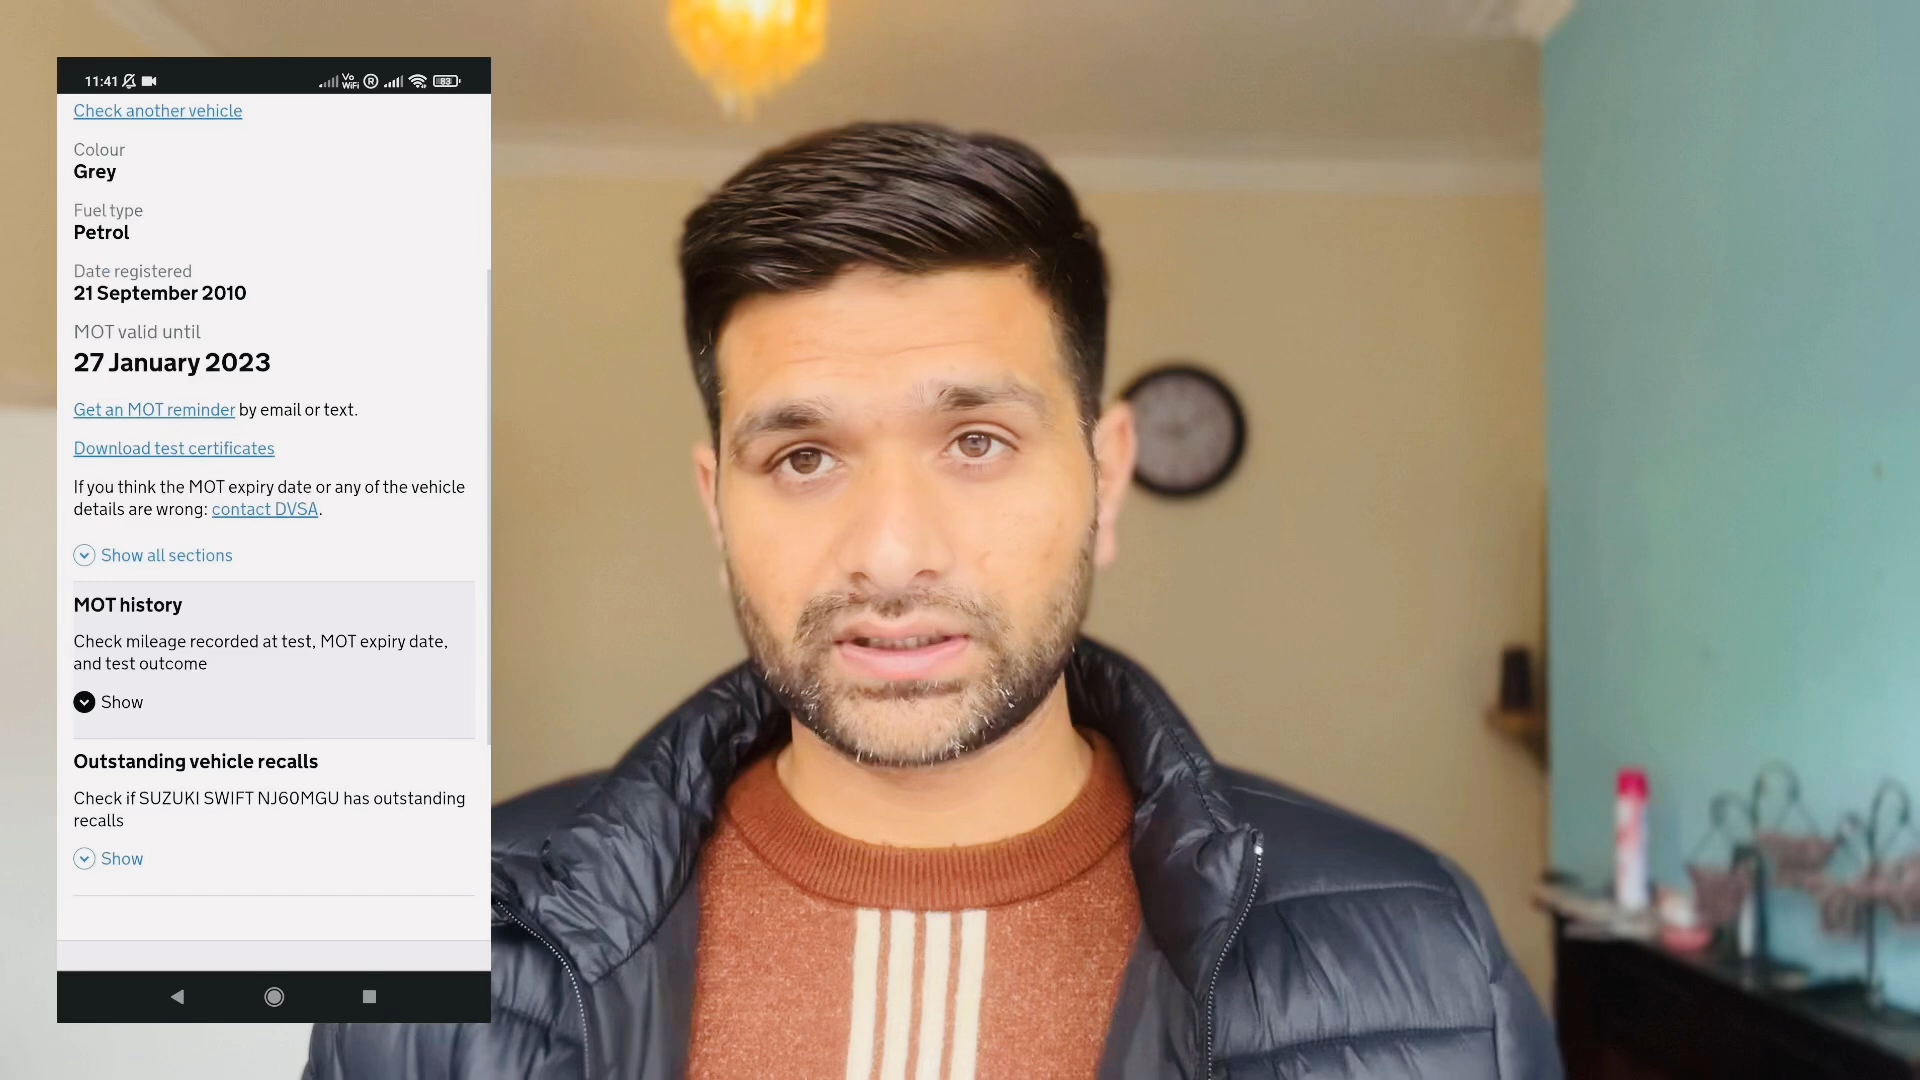 11:41
Vo
WiFi
R
83
Check another vehicle
Colour
Grey
Fuel type
Petrol
Date registered
21 September 2010
MOT valid until
27 January 2023
Get an MOT reminder by email or text.
Download test certificates
If you think the MOT expiry date or any of the vehicle
details are wrong: contact DVSA.
Show all sections
MOT history
Check mileage recorded at test, MOT expiry date,
and test outcome
Show
Outstanding vehicle recalls
Check if SUZUKI SWIFT NJ60MGU has outstanding
recalls
Show